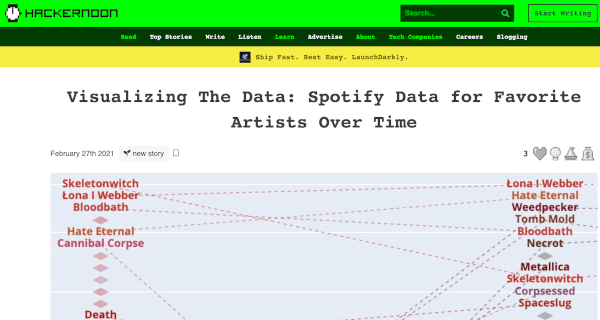 HACKERNOON
Search...
Start Writing
Read Top Stories Write Listen Learn Advertise About Tech Companies Careers Slogging
Ship Fast. Rest Easy. LaunchDarkly.
Visualizing The Data: Spotify Data for Favorite
Artists Over Time
February 27th 2021 new story 3
Skeletonwitch
Łona I Webber
Bloodbath
Hate Eternal
Cannibal Corpse
Death
Łona I Webber
Hate Eternal
Weedpecker
Tomb Mold
Bloodbath
Necrot
Metallica
Skeletonwitch
Corpsessed
Spaceslug